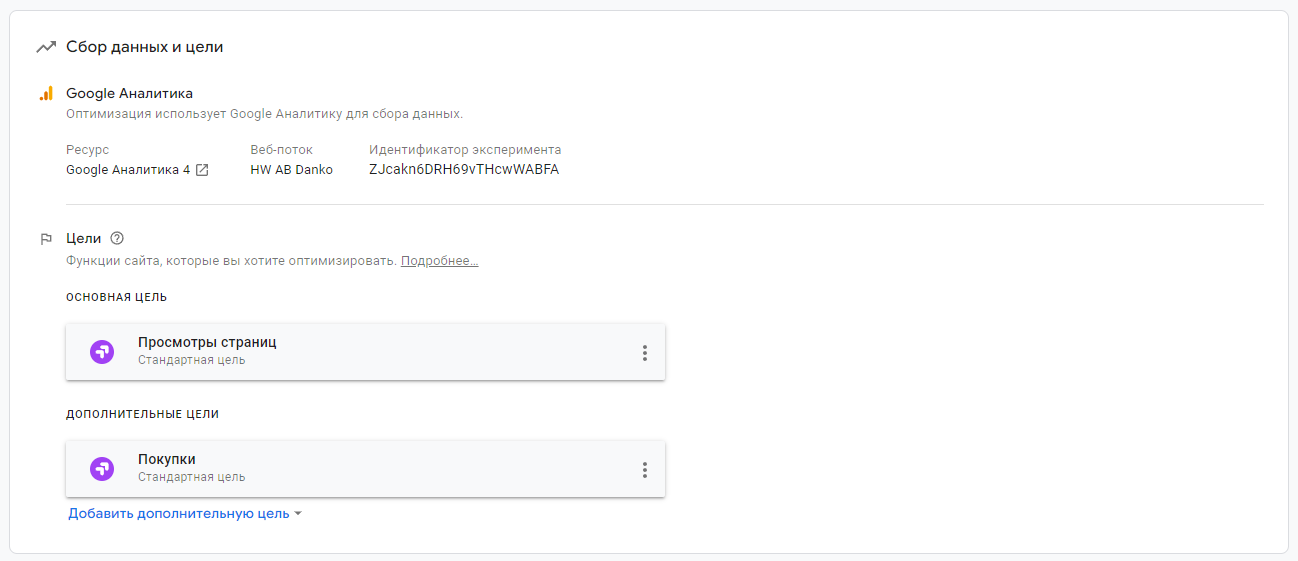 Сбор данных и цели
Google Аналитика
Оптимизация использует Google Аналитику для сбора данных.
Ресурс Веб-поток Идентификатор эксперимента
Google Аналитика 4 HW AB Danko ZJcakn6DRH69vTHcwWABFA
Цели
Функции сайта, которые вы хотите оптимизировать. Подробнее...
ОСНОВНАЯ ЦЕЛЬ
Просмотры страниц
Стандартная цель
ДОПОЛНИТЕЛЬНЫЕ ЦЕЛИ
Покупки
Стандартная цель
Добавить дополнительную цель